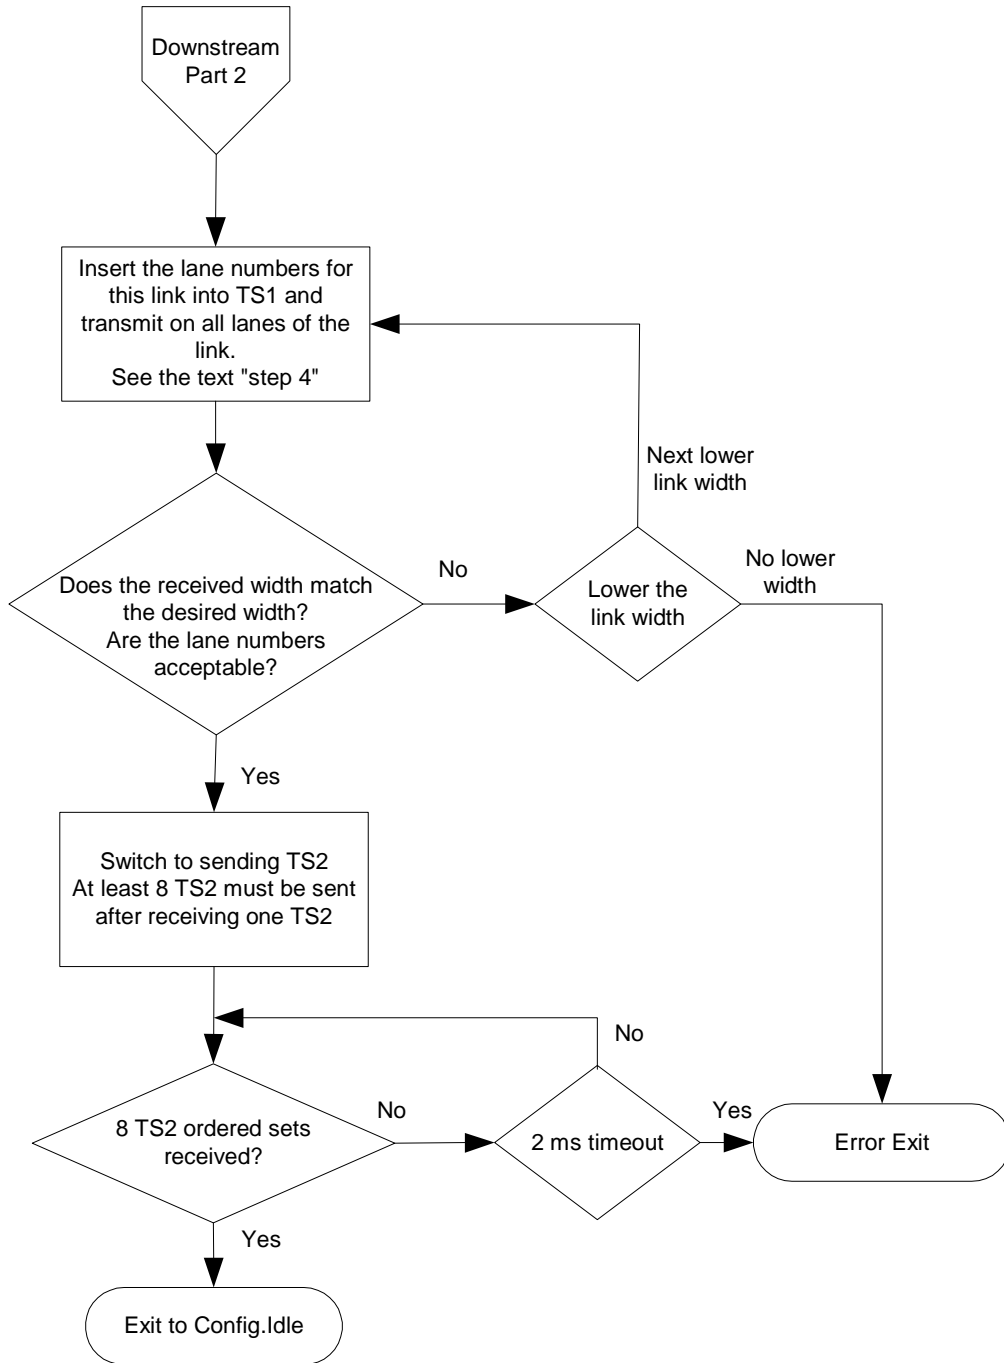 Downstream
Part 2
Insert the lane numbers for
this link into TS1 and
transmit on all lanes of the
link.
See the text "step 4"
Next lower
link width
Does the received width match
the desired width?
Are the lane numbers
acceptable?
No
Lower the
link width
No lower
width
Yes
Switch to sending TS2
At least 8 TS2 must be sent
after receiving one TS2
No
8 TS2 ordered sets
received?
No
2 ms timeout
Yes
Error Exit
Yes
Exit to Config.Idle